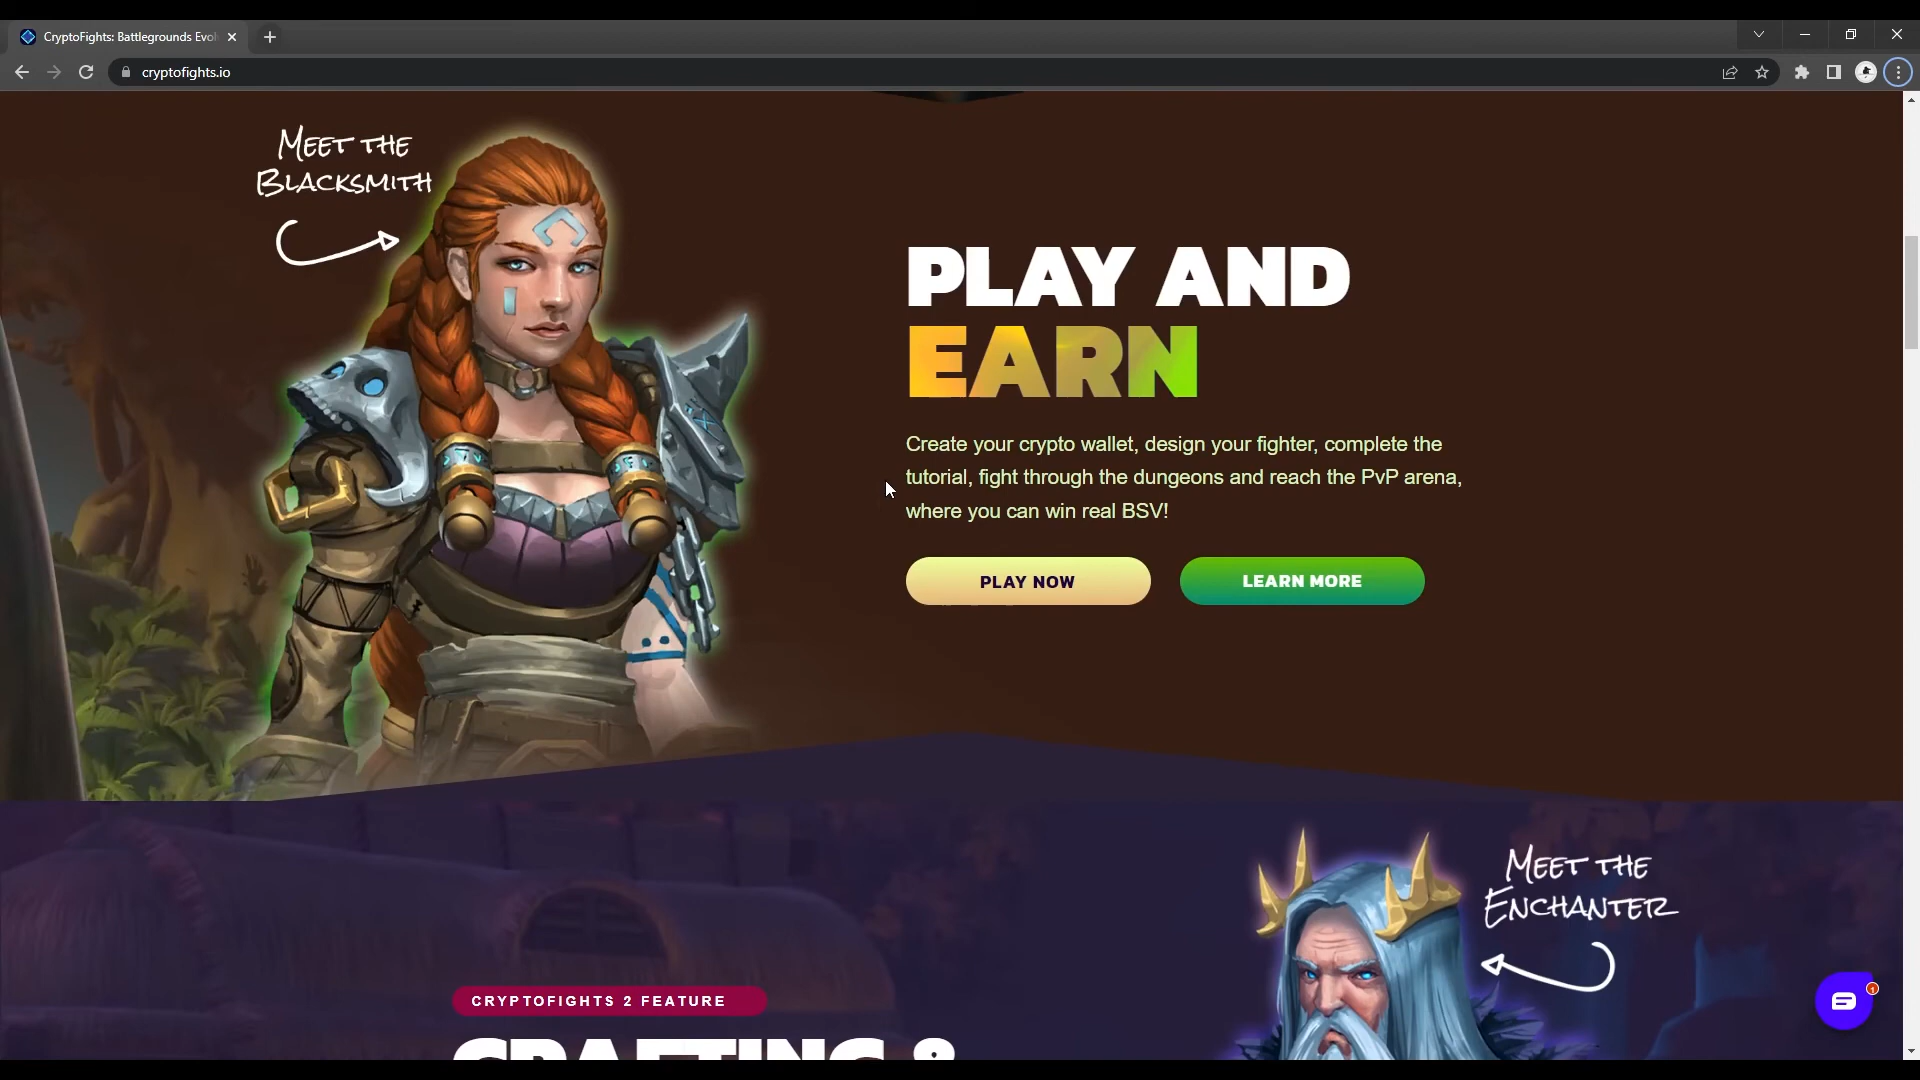 CryptoFights: Battlegrounds Evol
cryptofights.io
MEET THE
BLACKSMITH
PLAY AND
EARN
Create your crypto wallet, design your fighter, complete the
tutorial, fight through the dungeons and reach the PvP arena,
where you can win real BSV!
PLAY NOW
LEARN MORE
MEET THE
ENCHANTER
1
CRYPTOFIGHTS 2 FEATURE
CRAFTING &